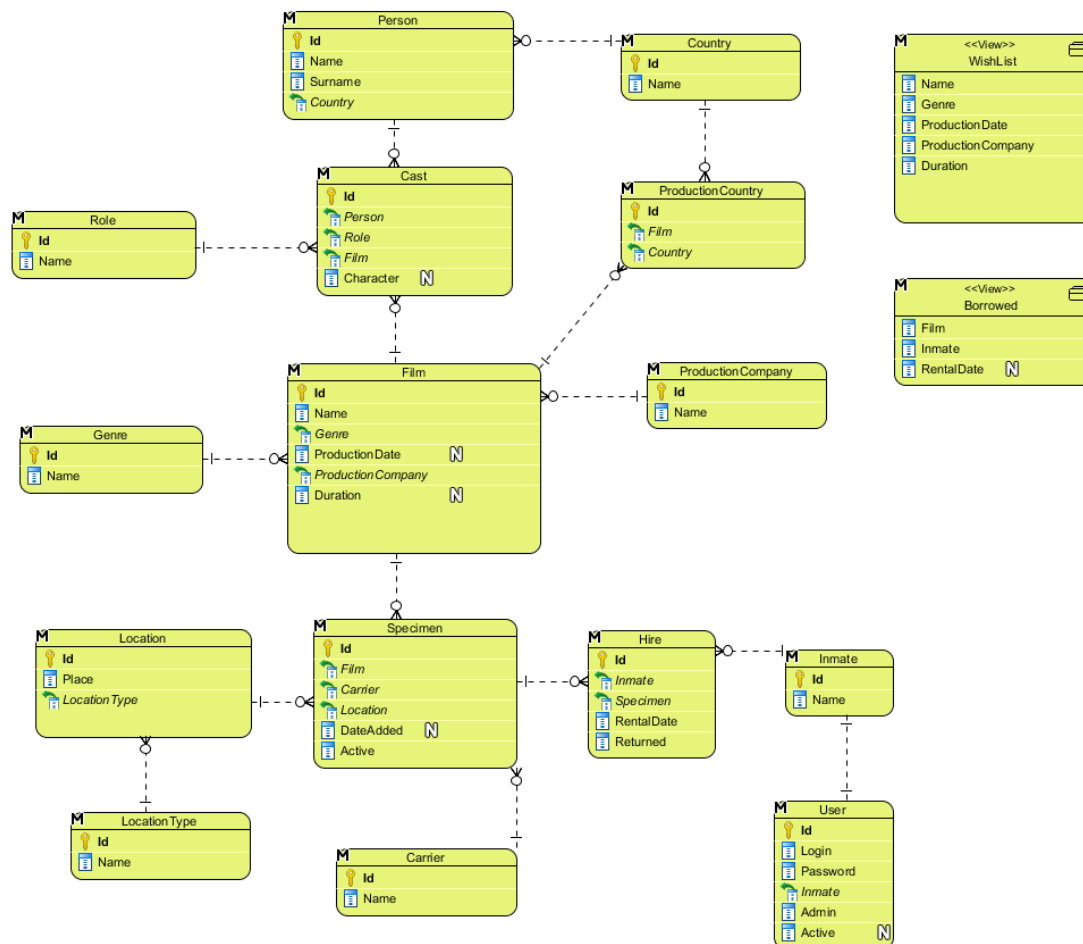 Person
Id
Name
Surname
Country
Country
Id
Name
<<View>>
WishList
Name
Genre
ProductionDate
ProductionCompany
Duration
Cast
Id
Person
Role
Film
Character N
ProductionCountry
Id
Film
Country
Role
Id
Name
<<View>>
Borrowed
Film
Inmate
RentalDate N
Film
Id
Name
Genre
ProductionDate N
ProductionCompany
Duration N
ProductionCompany
Id
Name
Genre
Id
Name
Location
Id
Place
LocationType
Specimen
Id
Film
Carrier
Location
DateAdded N
Active
Hire
Id
Inmate
Specimen
RentalDate
Returned
Inmate
Id
Name
LocationType
Id
Name
Carrier
Id
Name
User
Id
Login
Password
Inmate
Admin
Active N